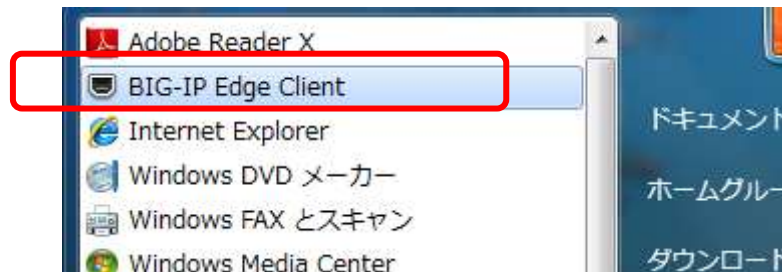 Adobe Reader X
BIG-IP Edge Client
Internet Explorer
Windows DVD メーカー
Windows FAX とスキャン
Windows Media Center
ドキュメント
ホームグルー
ダウンロード